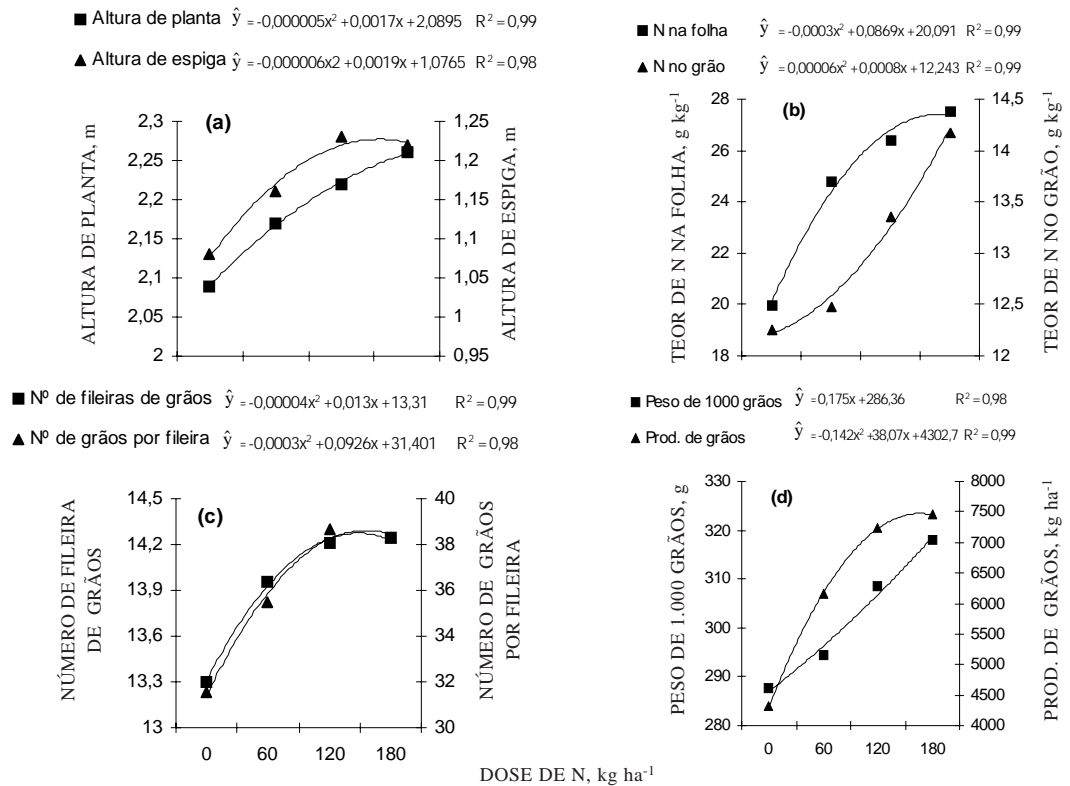 Altura de planta ŷ = -0,000005x² + 0,0017x + 2,0895 R² = 0,99
Altura de espiga ŷ = -0,000006x2 + 0,0019x + 1,0765 R² = 0,98
(a)
ALTURA DE PLANTA, m
2,3
2,25
2,2
2,15
2,1
2,05
2
1,25
1,2
1,15
1,1
1,05
1
0,95
ALTURA DE ESPIGA, m
N na folha ŷ = -0,0003x² + 0,0869x + 20,091 R² = 0,99
N no grão ŷ = 0,00006x² + 0,0008x + 12,243 R² = 0,99
(b)
TEOR DE N NA FOLHA, g kg⁻¹
28
26
24
22
20
18
14,5
14
13,5
13
12,5
12
TEOR DE N NO GRÃO, g kg⁻¹
Nº de fileiras de grãos ŷ = -0,00004x² + 0,013x + 13,31 R² = 0,99
Nº de grãos por fileira ŷ = -0,0003x² + 0,0926x + 31,401 R² = 0,98
(c)
NÚMERO DE FILEIRA
DE GRÃOS
14,5
14,2
13,9
13,6
13,3
13
40
38
36
34
32
30
NÚMERO DE GRÃOS
POR FILEIRA
0 60 120 180
Peso de 1000 grãos ŷ = 0,175x + 286,36 R² = 0,98
Prod. de grãos ŷ = -0,142x² + 38,07x + 4302,7 R² = 0,99
(d)
PESO DE 1.000 GRÃOS, g
330
320
310
300
290
280
8000
7500
7000
6500
6000
5500
5000
4500
4000
PROD. DE GRÃOS, kg ha⁻¹
0 60 120 180
DOSE DE N, kg ha⁻¹